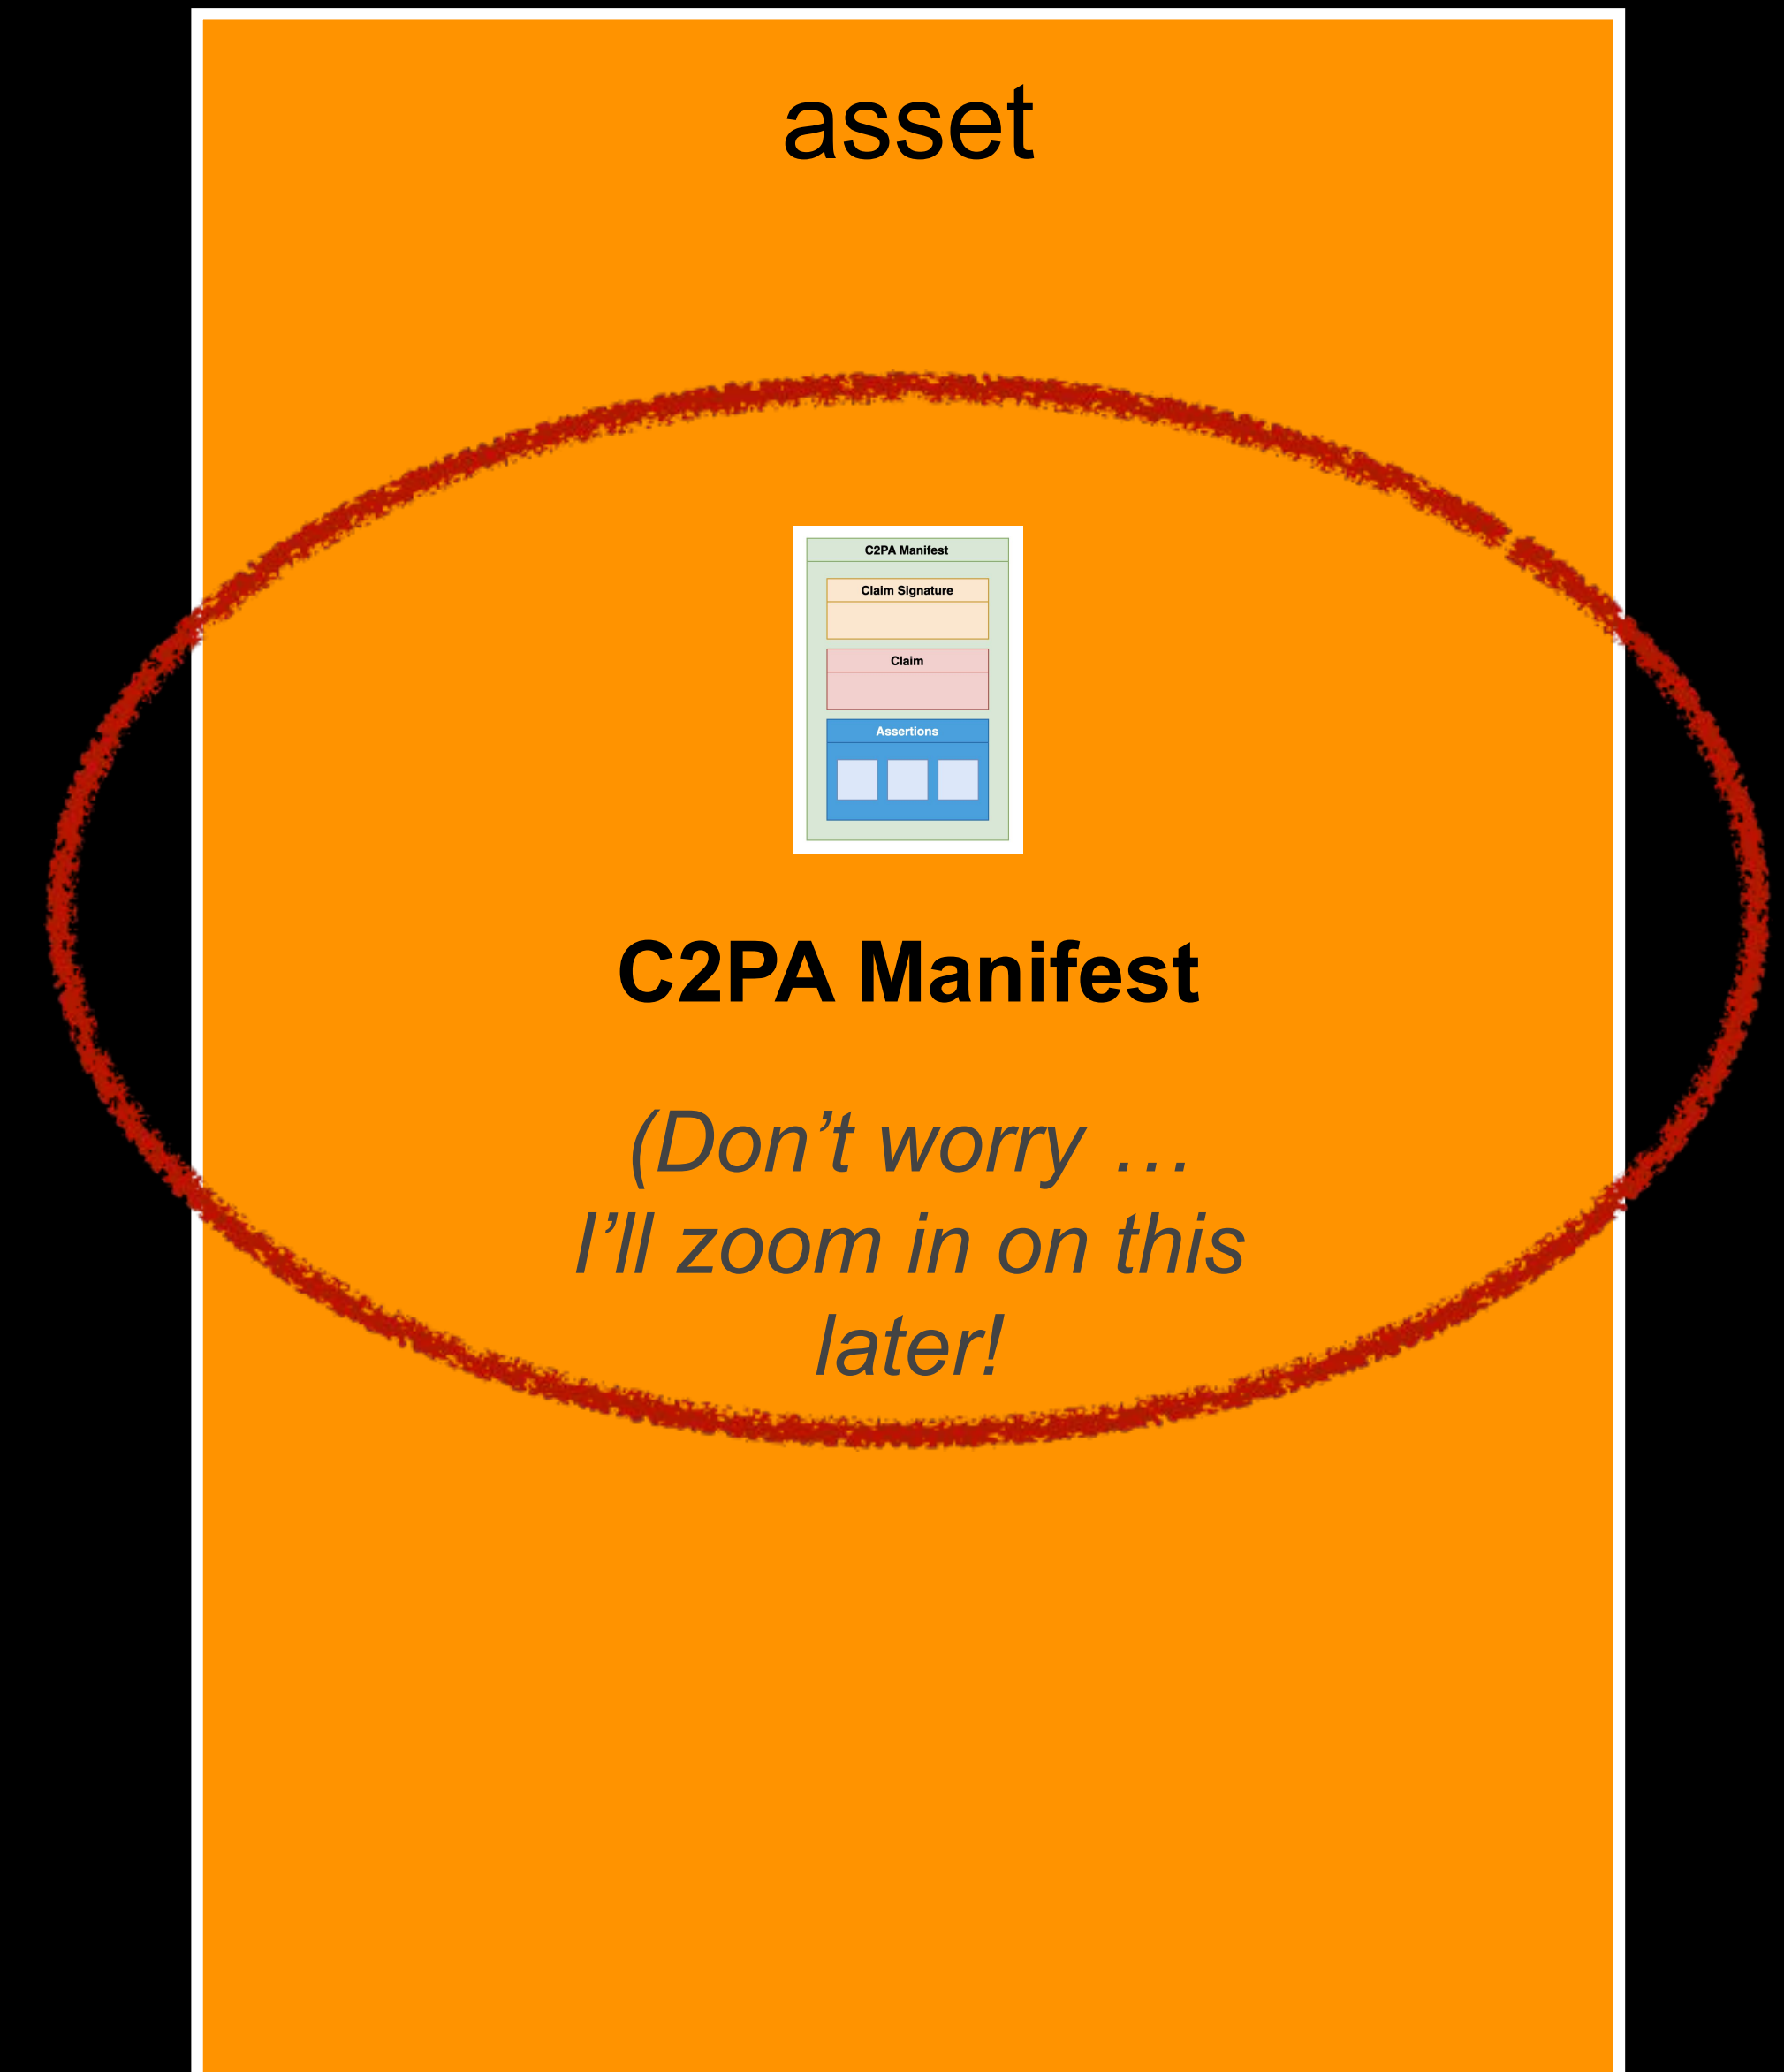 asset
C2PA Manifest
Claim Signature
Claim
Assertions
C2PA Manifest
(Don’t worry …
I’ll zoom in on this
later!